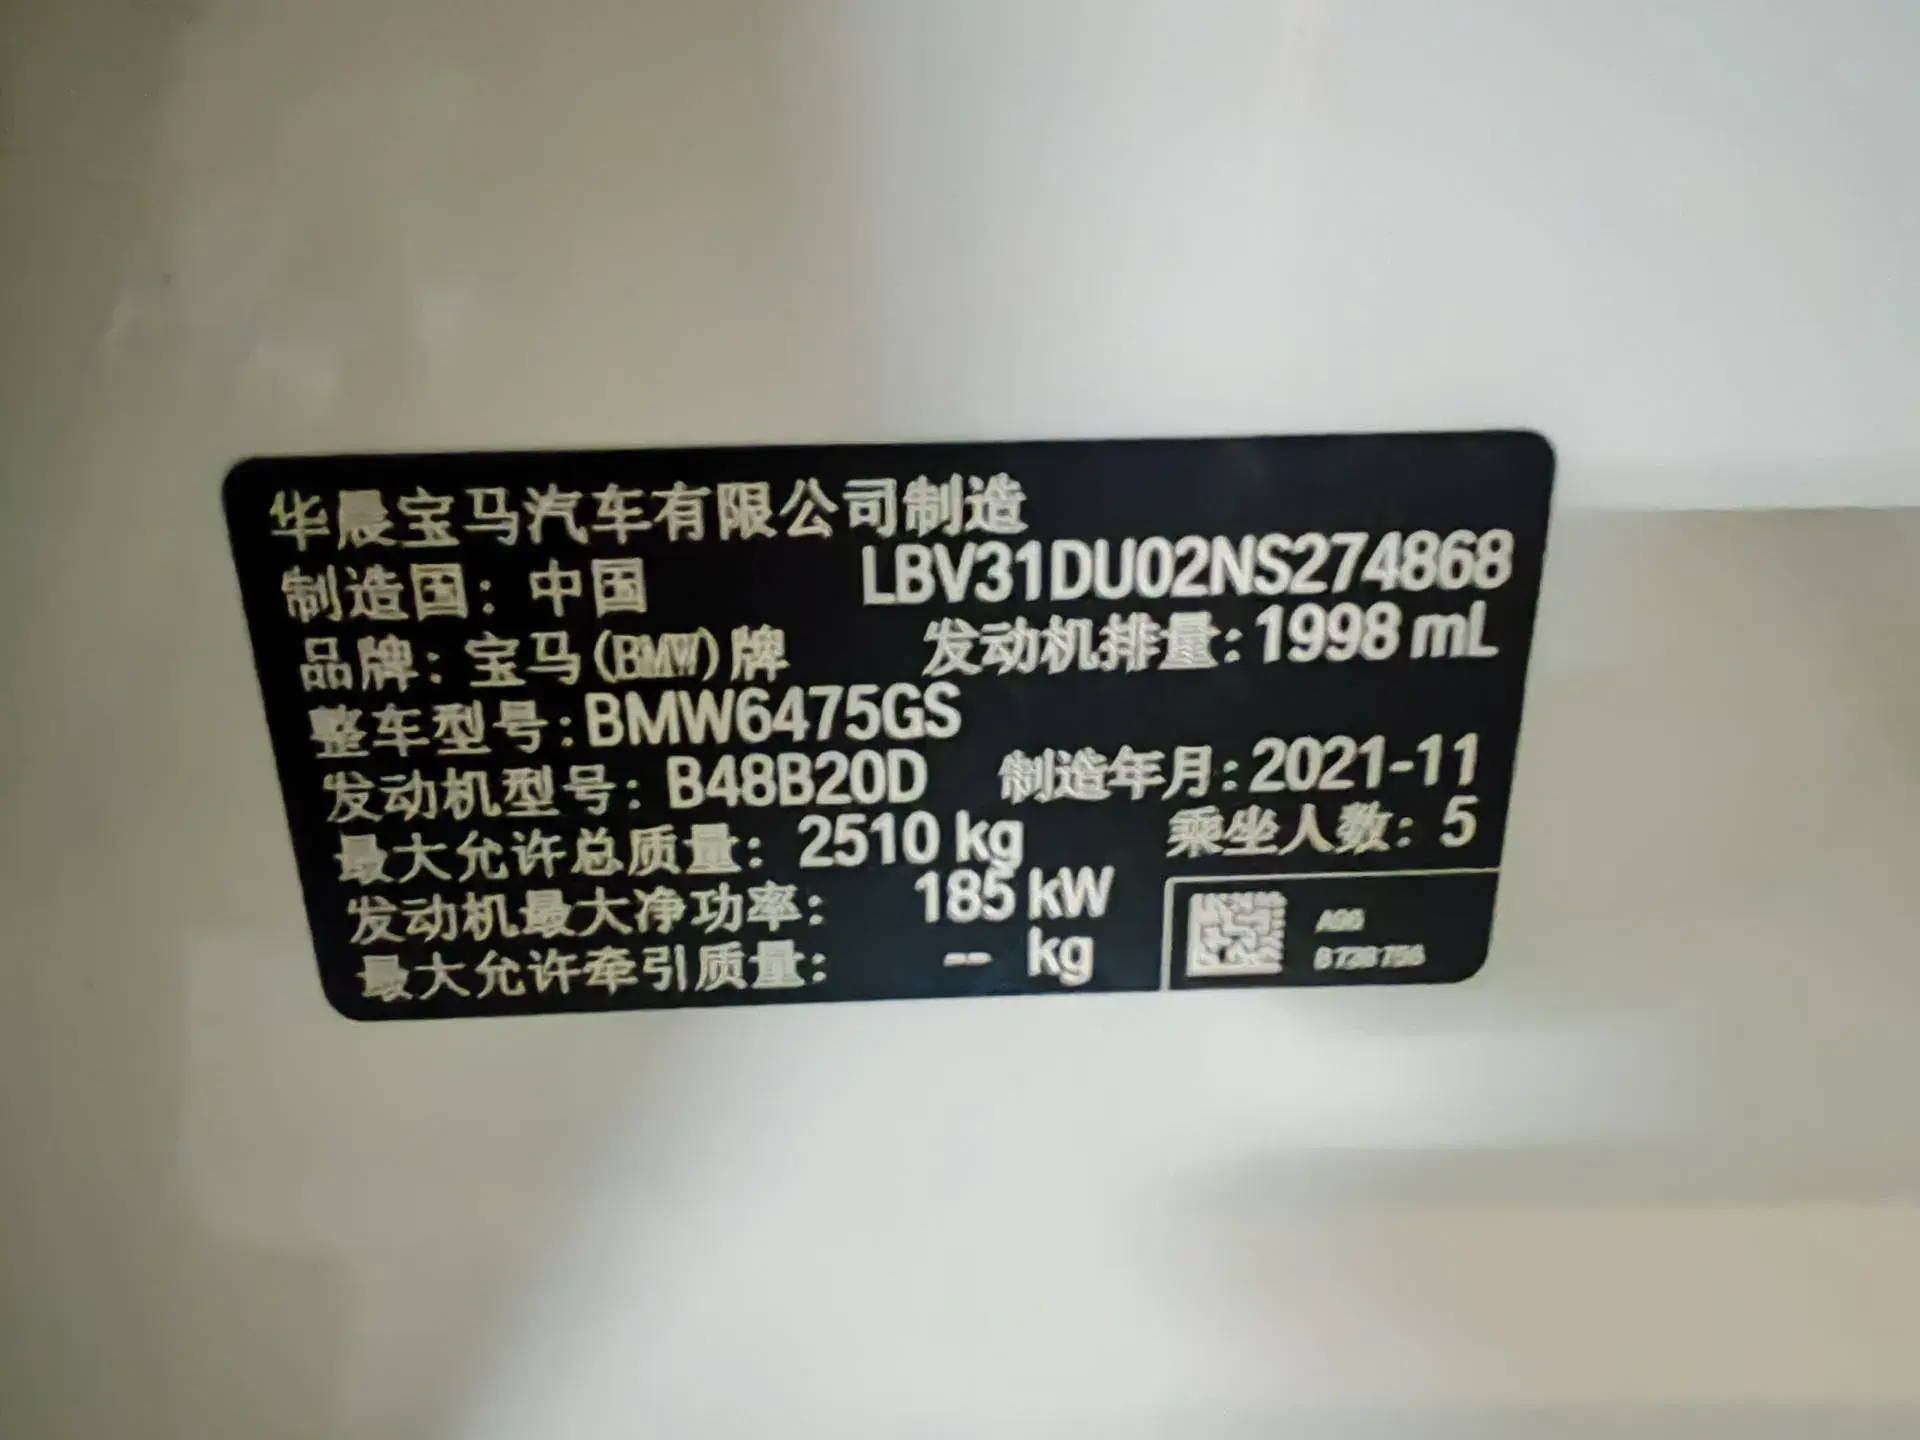 华晨宝马汽车有限公司制造
制造国：中国 LBV31DU02NS274868
品牌：宝马(BMW)牌 发动机排量：1998 mL
整车型号：BMW6475GS
发动机型号：B48B20D 制造年月：2021-11
最大允许总质量：2510 kg 乘坐人数：5
发动机最大净功率：185 kW
最大允许牵引质量：-- kg